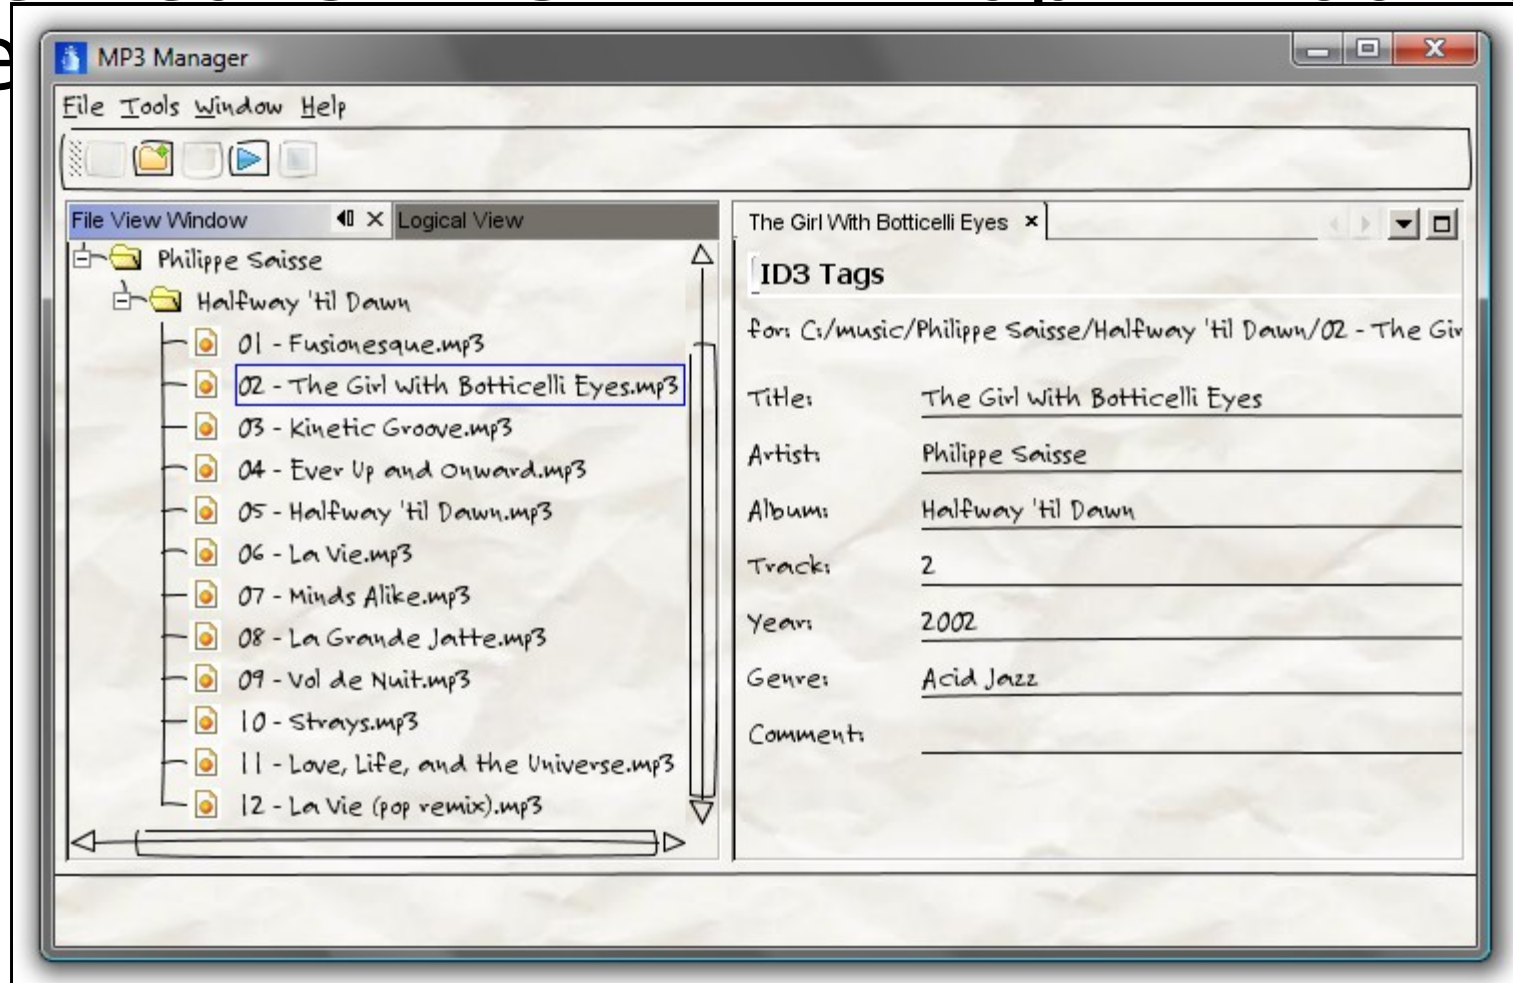 e
MP3 Manager
File Tools Window Help
File View Window
Logical View
Philippe Saisse
Halfway 'til Dawn
01 - Fusionesque.mp3
02 - The Girl With Botticelli Eyes.mp3
03 - Kinetic Groove.mp3
04 - Ever Up and Onward.mp3
05 - Halfway 'til Dawn.mp3
06 - La Vie.mp3
07 - Minds Alike.mp3
08 - La Grande Jatte.mp3
09 - Vol de Nuit.mp3
10 - Strays.mp3
11 - Love, Life, and the Universe.mp3
12 - La Vie (pop remix).mp3
The Girl With Botticelli Eyes
ID3 Tags
for: C:/music/Philippe Saisse/Halfway 'til Dawn/02 - The Gir
Title: The Girl With Botticelli Eyes
Artist: Philippe Saisse
Album: Halfway 'til Dawn
Track: 2
Year: 2002
Genre: Acid Jazz
Comment: